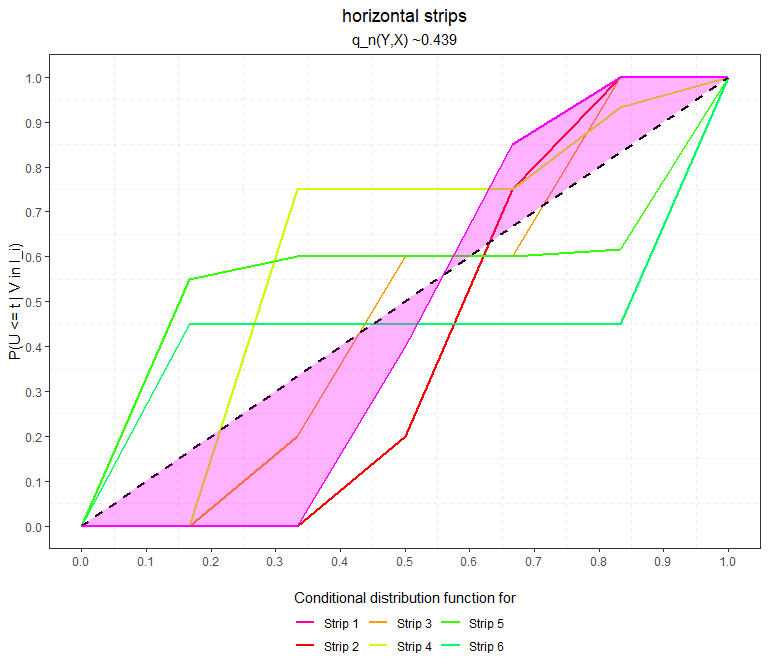 horizontal strips
q_n(Y,X) ~0.439
P(U <= t | V in I_i)
1.0
0.9
0.8
0.7
0.6
0.5
0.4
0.3
0.2
0.1
0.0
0.0 0.1 0.2 0.3 0.4 0.5 0.6 0.7 0.8 0.9 1.0
Conditional distribution function for
Strip 1 Strip 3 Strip 5
Strip 2 Strip 4 Strip 6